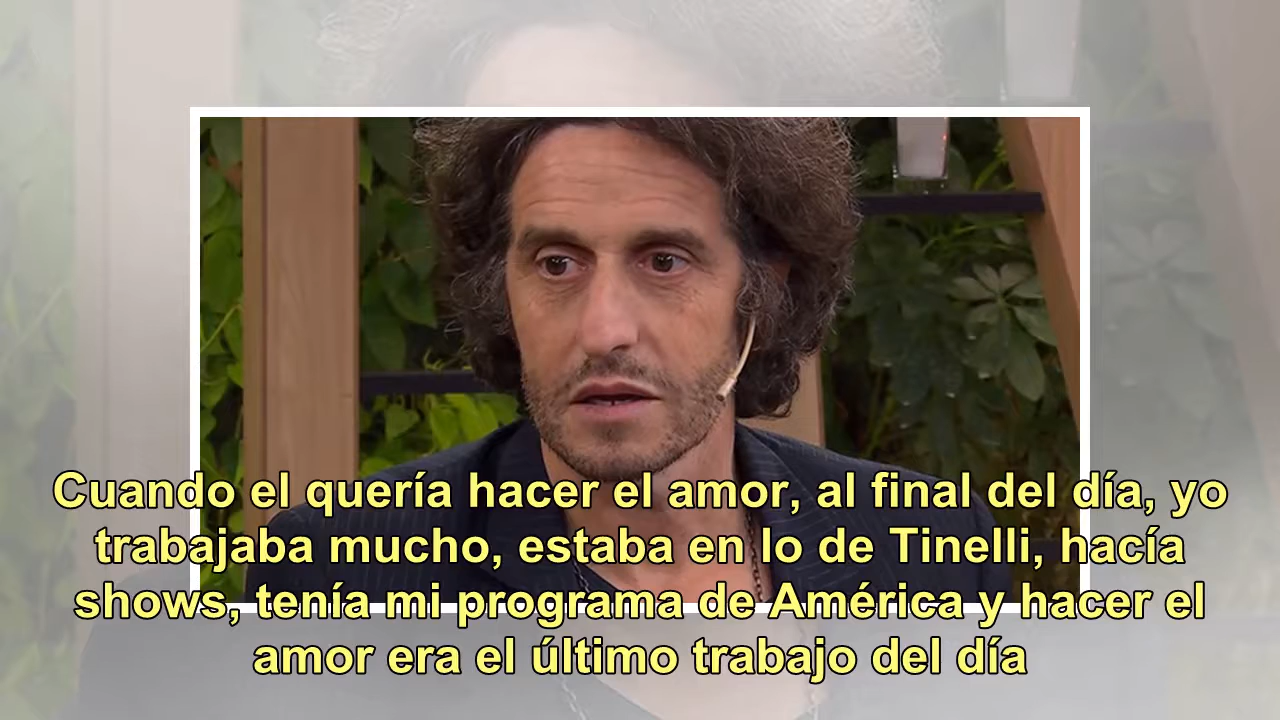 Cuando el quería hacer el amor, al final del día, yo
trabajaba mucho, estaba en lo de Tinelli, hacía
shows, tenía mi programa de América y hacer el
amor era el último trabajo del día